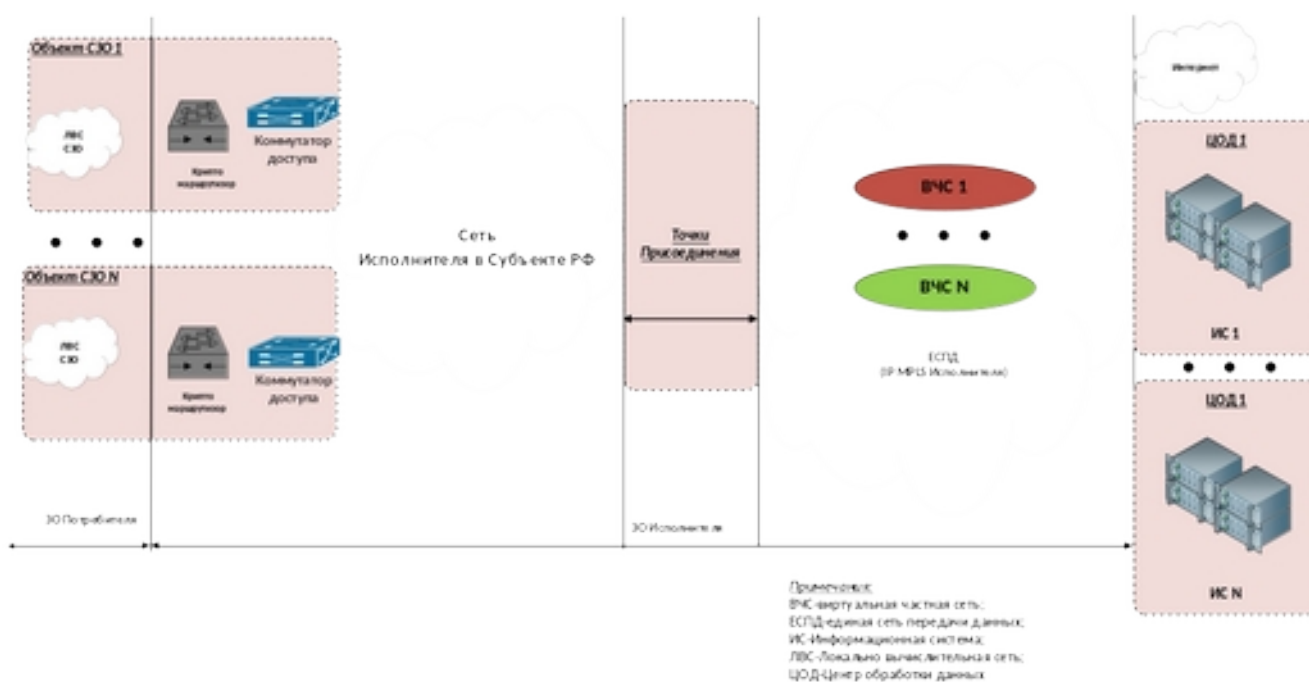 Объект СЗО 1
ЛВС
СЗО
Крипто
маршрутизор
Коммутатор
доступа
Объект СЗО N
ЛВС
СЗО
Крипто
маршрутизор
Коммутатор
доступа
Сеть
Исполнителя в Субъекте РФ
Точки
Присоединения
ВЧС 1
ВЧС N
ЕСПД
(IP MPLS Исполнителя)
Интернет
ЦОД 1
ИС 1
ЦОД 1
ИС N
ЗО Потребителя
ЗО Исполнителя
Примечания:
ВЧС-виртуальная частная сеть;
ЕСПД-единая сеть передачи данных;
ИС-Информационная система;
ЛВС-Локально вычислительная сеть;
ЦОД-Центр обработки данных